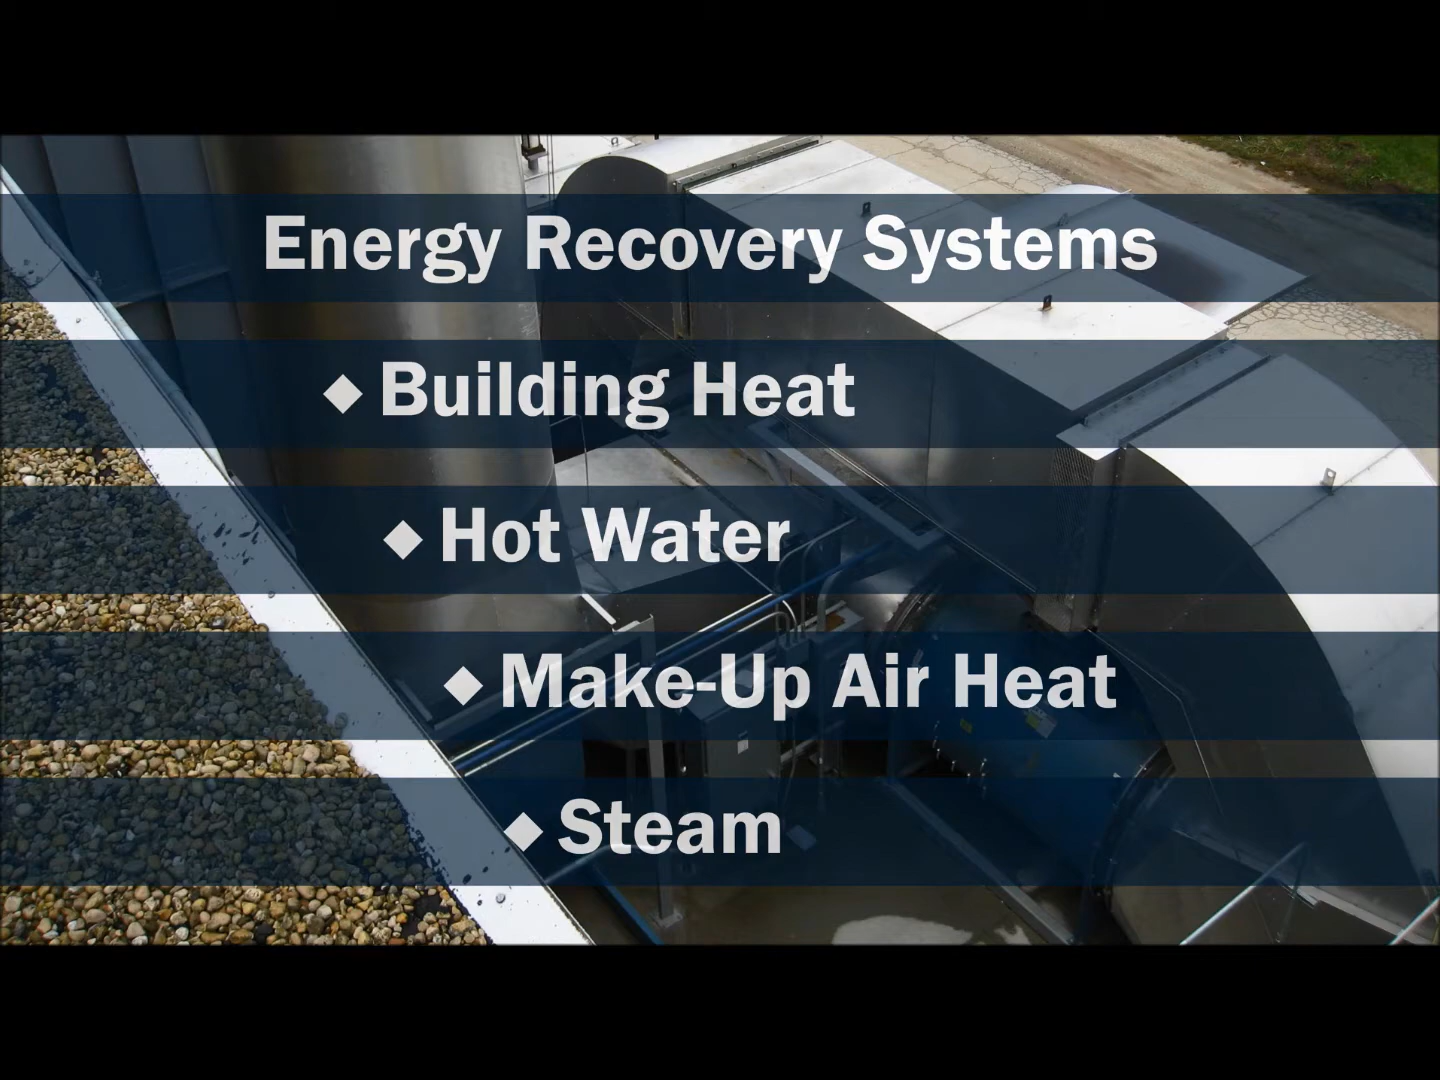 Energy Recovery Systems
◆ Building Heat
◆ Hot Water
◆ Make-Up Air Heat
◆ Steam